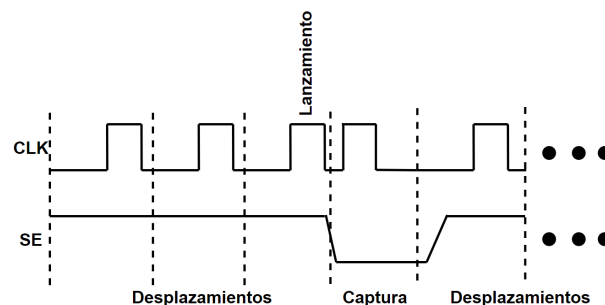 Lanzamiento
CLK
SE
Desplazamientos
Captura
Desplazamientos